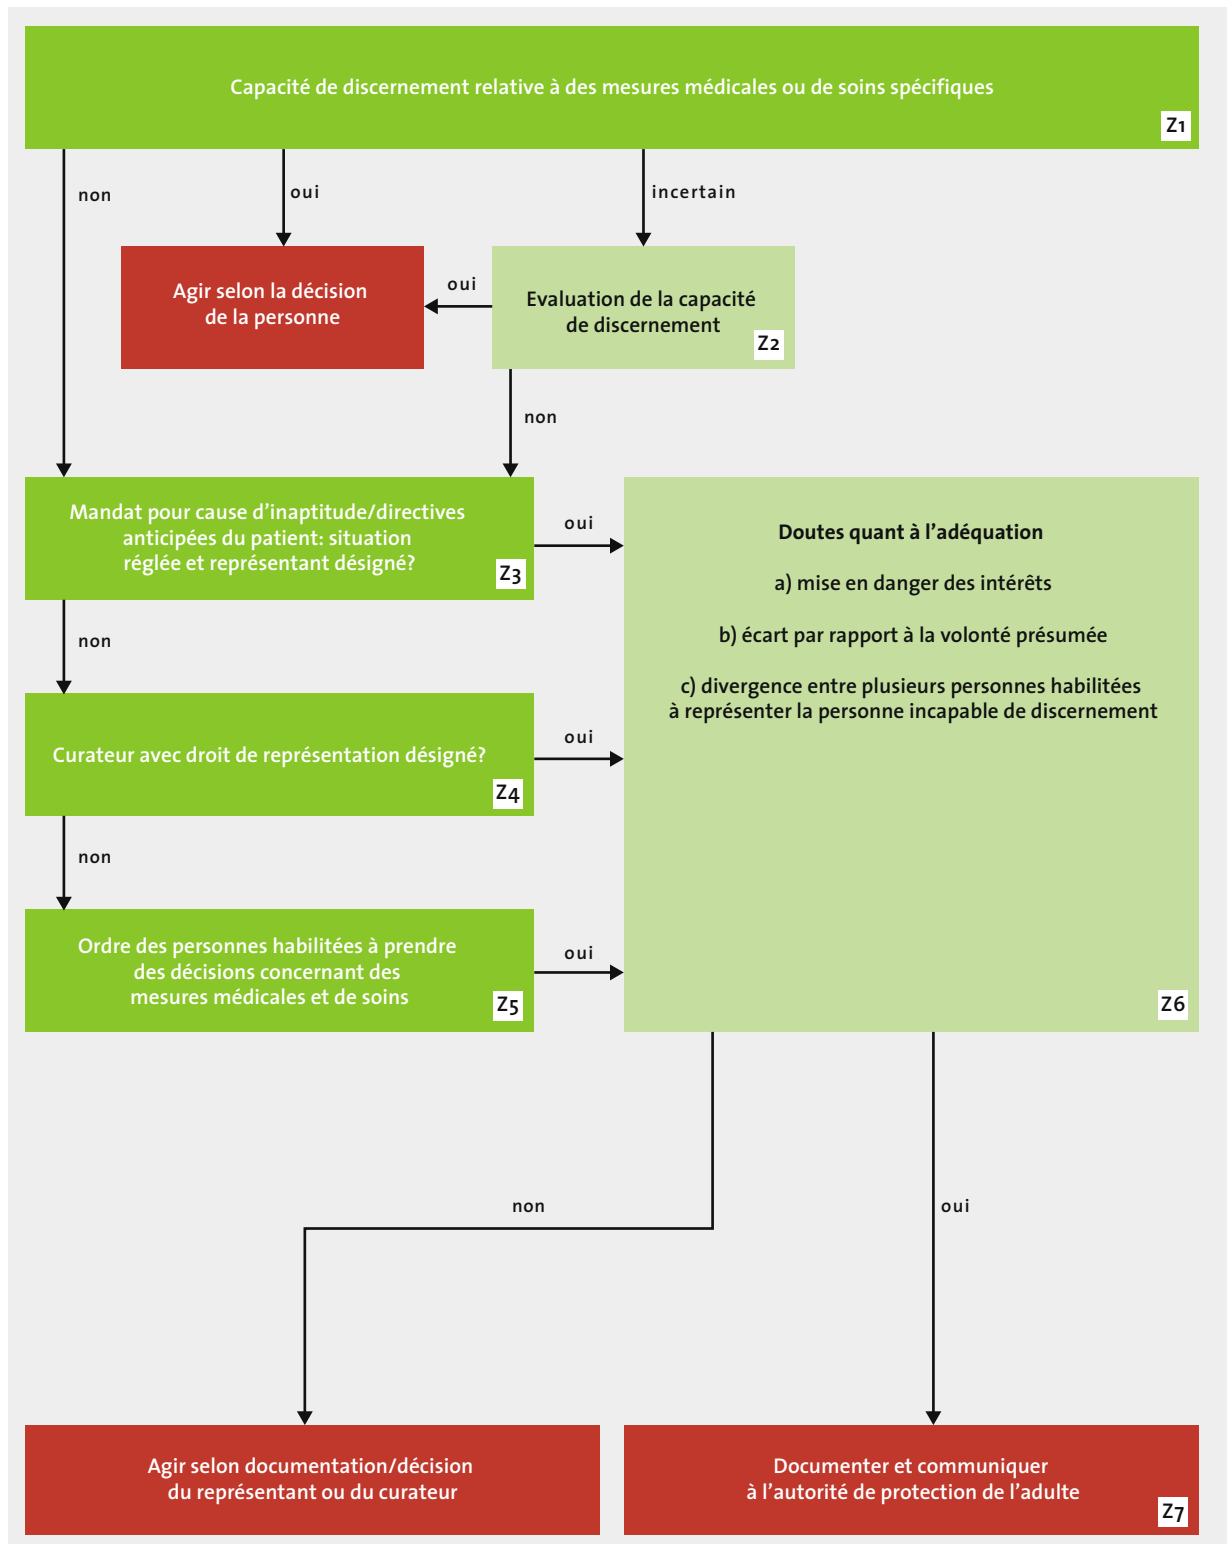 Capacité de discernement relative à des mesures médicales ou de soins spécifiques
Z1
non
oui
incertain
Agir selon la décision
de la personne
oui
Evaluation de la capacité
de discernement
Z2
non
Mandat pour cause d’inaptitude/directives
anticipées du patient: situation
réglée et représentant désigné?
Z3
oui
Doutes quant à l’adéquation
a) mise en danger des intérêts
b) écart par rapport à la volonté présumée
c) divergence entre plusieurs personnes habilitées
à représenter la personne incapable de discernement
Z6
non
Curateur avec droit de représentation désigné?
Z4
oui
non
Ordre des personnes habilitées à prendre
des décisions concernant des
mesures médicales et de soins
Z5
oui
non
oui
Agir selon documentation/décision
du représentant ou du curateur
Documenter et communiquer
à l’autorité de protection de l’adulte
Z7